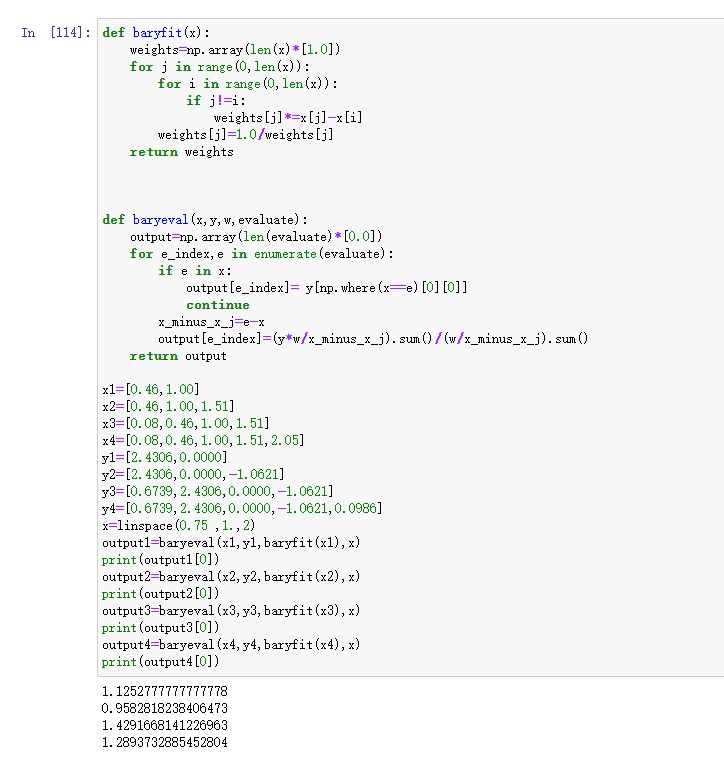 In [114]: def baryfit(x):
    weights=np.array(len(x)*[1.0])
    for j in range(0,len(x)):
        for i in range(0,len(x)):
            if j!=i:
                weights[j]*=x[j]-x[i]
        weights[j]=1.0/weights[j]
    return weights
def baryeval(x,y,w,evaluate):
    output=np.array(len(evaluate)*[0.0])
    for e_index,e in enumerate(evaluate):
        if e in x:
            output[e_index]= y[np.where(x==e)[0][0]]
            continue
        x_minus_x_j=e-x
        output[e_index]=(y*w/x_minus_x_j).sum()/(w/x_minus_x_j).sum()
    return output
x1=[0.46,1.00]
x2=[0.46,1.00,1.51]
x3=[0.08,0.46,1.00,1.51]
x4=[0.08,0.46,1.00,1.51,2.05]
y1=[2.4306,0.0000]
y2=[2.4306,0.0000,-1.0621]
y3=[0.6739,2.4306,0.0000,-1.0621]
y4=[0.6739,2.4306,0.0000,-1.0621,0.0986]
x=linspace(0.75 ,1.,2)
output1=baryeval(x1,y1,baryfit(x1),x)
print(output1[0])
output2=baryeval(x2,y2,baryfit(x2),x)
print(output2[0])
output3=baryeval(x3,y3,baryfit(x3),x)
print(output3[0])
output4=baryeval(x4,y4,baryfit(x4),x)
print(output4[0])
1.1252777777777778
0.9582818238406473
1.4291668141226963
1.2893732885452804